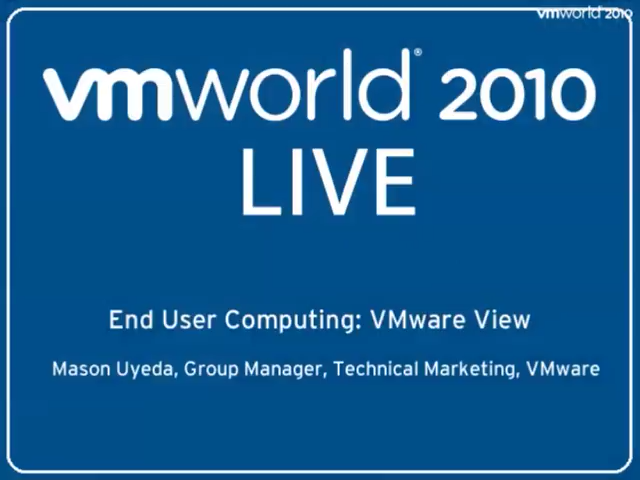 vmworld 2010
vmworld® 2010
LIVE
End User Computing: VMware View
Mason Uyeda, Group Manager, Technical Marketing, VMware